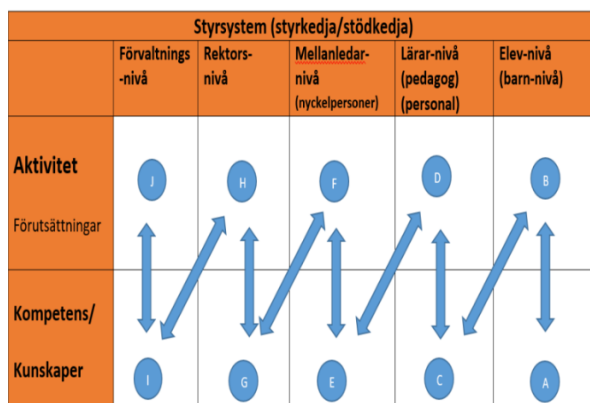 Styrsystem (styrkedja/stödkedja)
Förvaltnings
-nivå
Rektors-
nivå
Mellanledar-
nivå
(nyckelpersoner)
Lärar-nivå
(pedagog)
(personal)
Elev-nivå
(barn-nivå)
Aktivitet
Förutsättningar
J
H
F
D
B
Kompetens/
Kunskaper
I
G
E
C
A